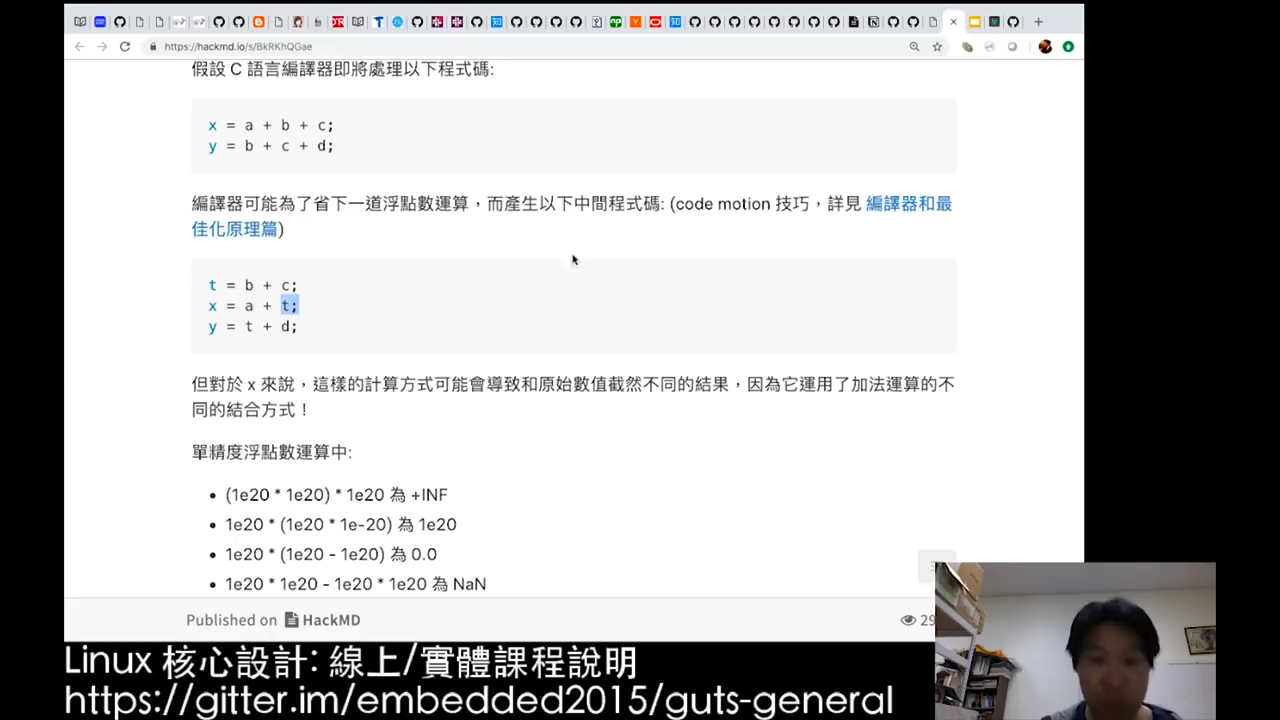 https://hackmd.io/s/BkRKhQGae
假設 C 語言編譯器即將處理以下程式碼:
x = a + b + c;
y = b + c + d;
編譯器可能為了省下一道浮點數運算，而產生以下中間程式碼: (code motion 技巧，詳見 編譯器和最
佳化原理篇)
t = b + c;
x = a + t;
y = t + d;
但對於 x 來說，這樣的計算方式可能會導致和原始數值截然不同的結果，因為它運用了加法運算的不
同的結合方式！
單精度浮點數運算中:
• (1e20 * 1e20) * 1e20 為 +INF
• 1e20 * (1e20 * 1e-20) 為 1e20
• 1e20 * (1e20 - 1e20) 為 0.0
• 1e20 * 1e20 - 1e20 * 1e20 為 NaN
Published on HackMD
Linux 核心設計: 線上/實體課程說明
https://gitter.im/embedded2015/guts-general